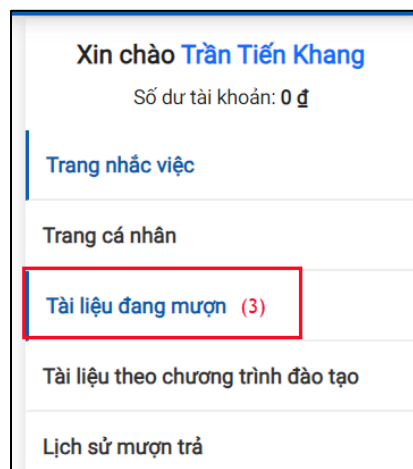 Xin chào Trần Tiến Khang
Số dư tài khoản: 0 ₫
Trang nhắc việc
Trang cá nhân
Tài liệu đang mượn (3)
Tài liệu theo chương trình đào tạo
Lịch sử mượn trả